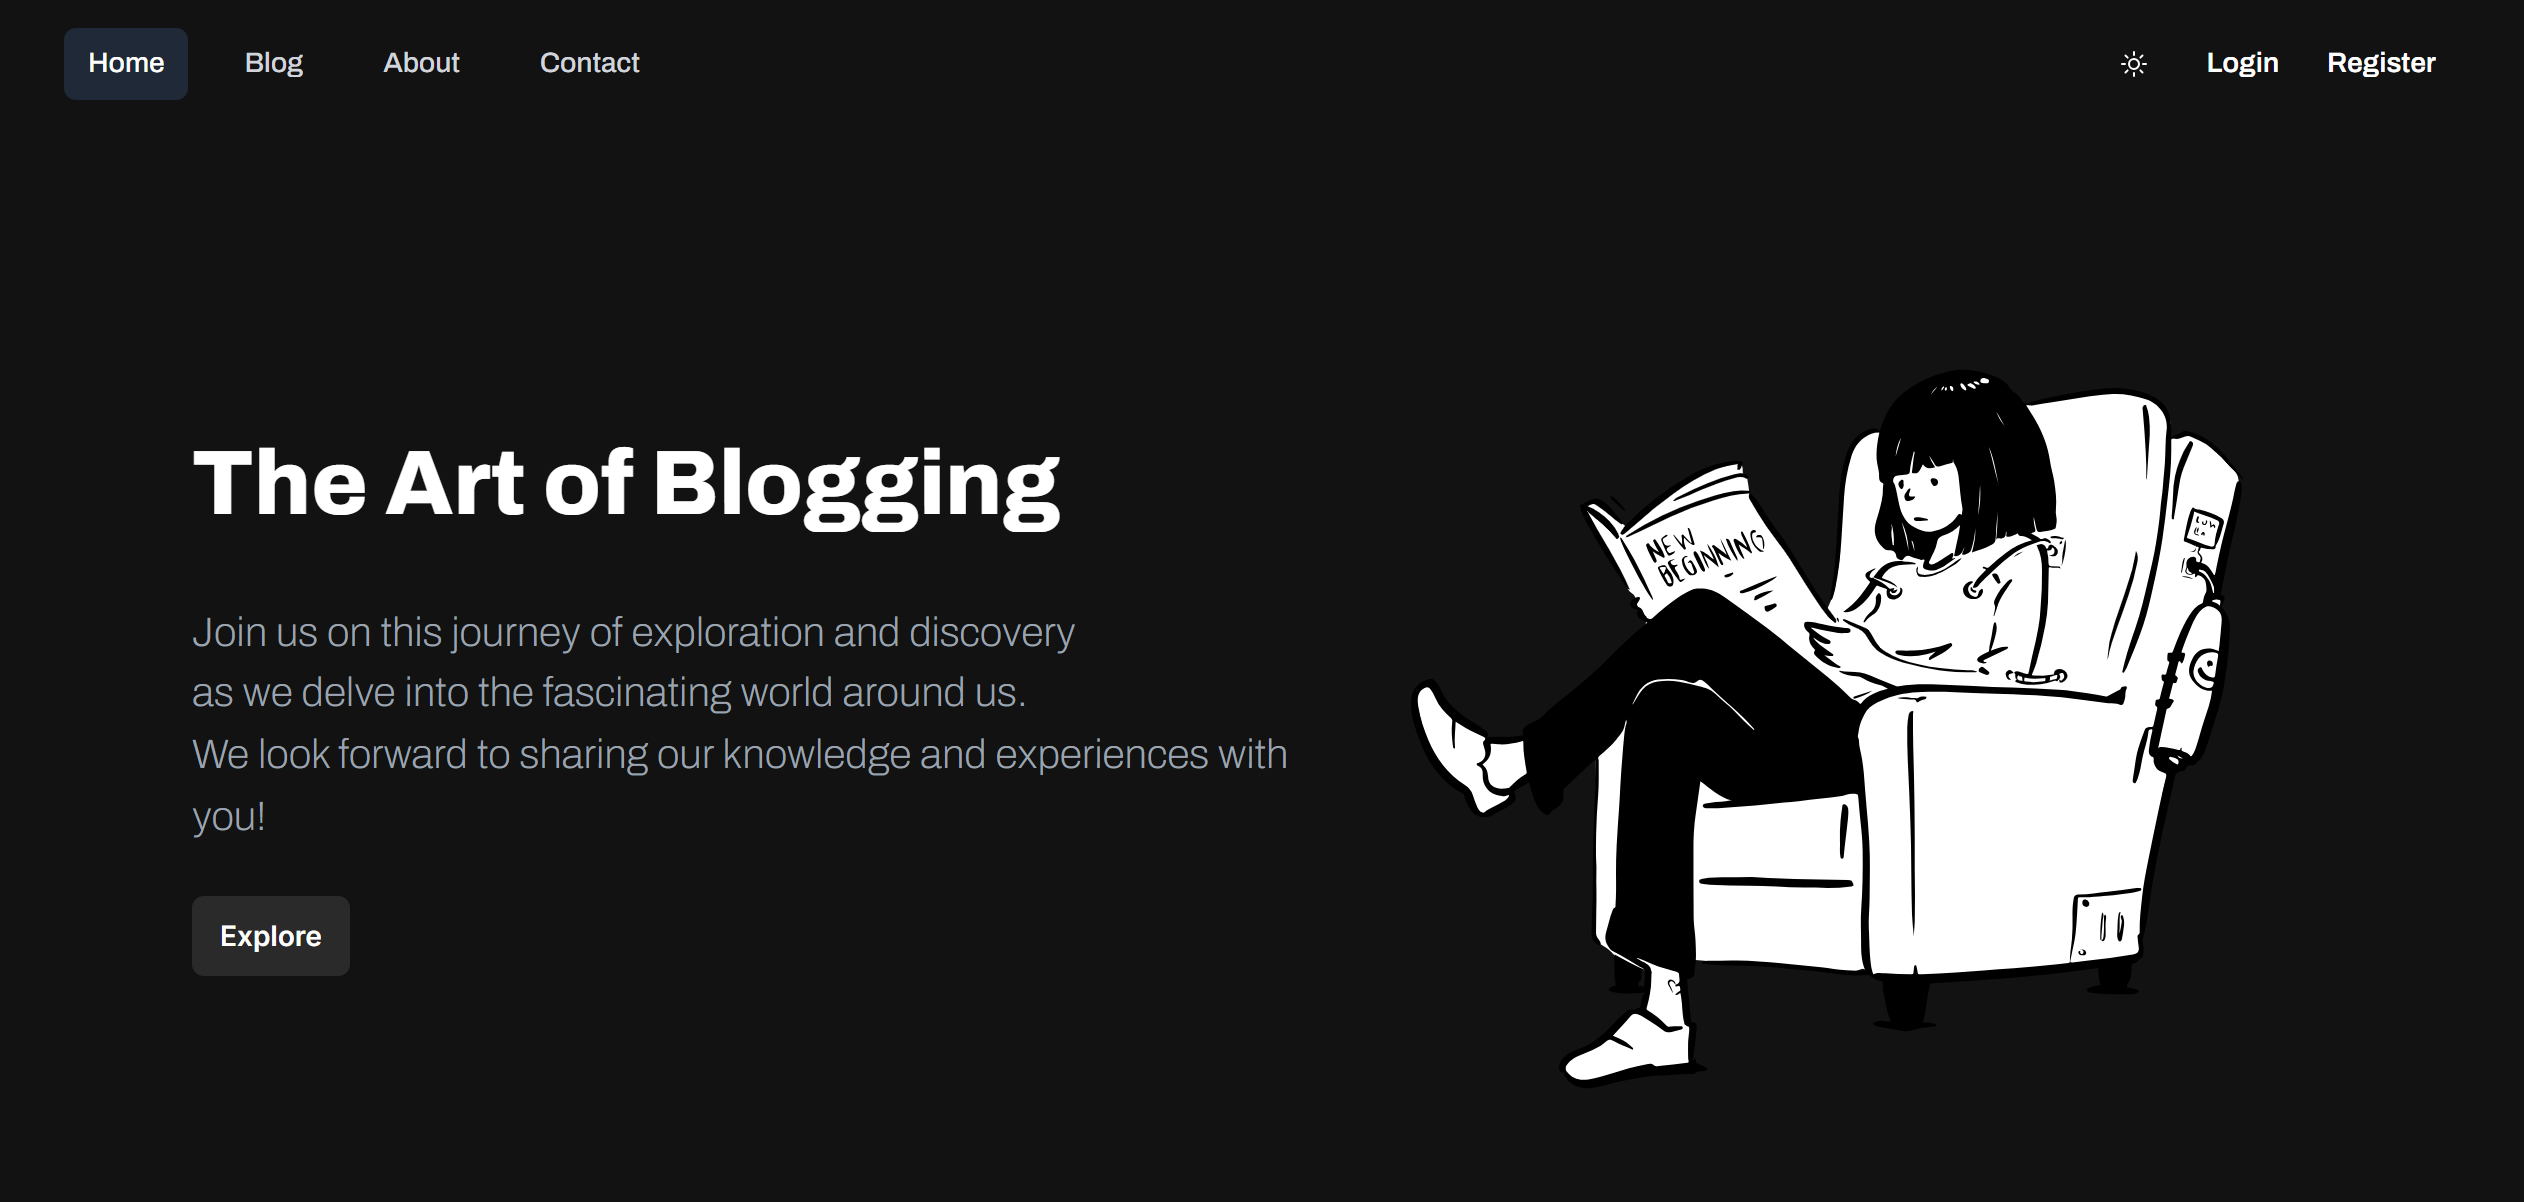 Home Blog About Contact Login Register
The Art of Blogging
Join us on this journey of exploration and discovery
as we delve into the fascinating world around us.
We look forward to sharing our knowledge and experiences with
you!
Explore
NEW
BEGINNING